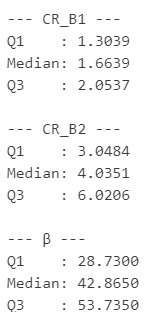 --- CR_B1 ---
Q1    : 1.3039
Median: 1.6639
Q3    : 2.0537
--- CR_B2 ---
Q1    : 3.0484
Median: 4.0351
Q3    : 6.0206
--- β ---
Q1    : 28.7300
Median: 42.8650
Q3    : 53.7350